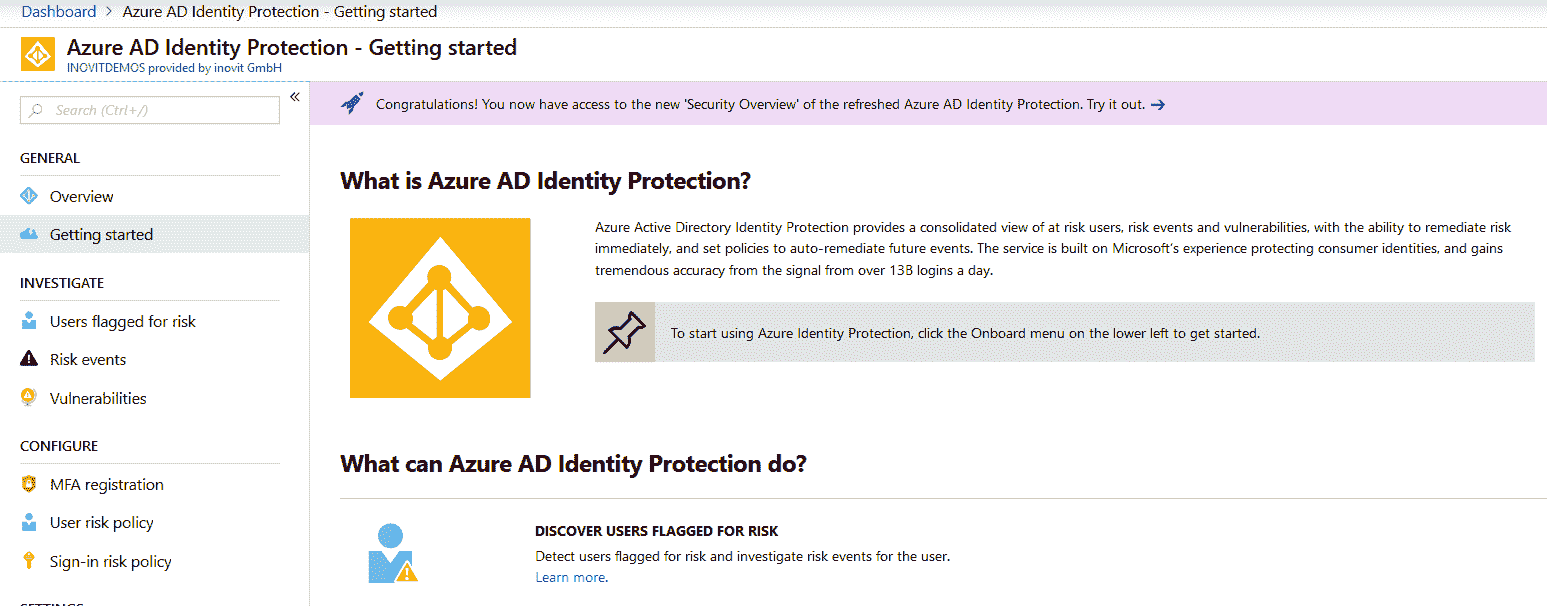 Dashboard > Azure AD Identity Protection - Getting started
Azure AD Identity Protection - Getting started
INOVITDEMOS provided by inovit GmbH
Search (Ctrl+/)
«
GENERAL
Overview
Getting started
INVESTIGATE
Users flagged for risk
Risk events
Vulnerabilities
CONFIGURE
MFA registration
User risk policy
Sign-in risk policy
SETTINGS
Congratulations! You now have access to the new 'Security Overview' of the refreshed Azure AD Identity Protection. Try it out. →
What is Azure AD Identity Protection?
Azure Active Directory Identity Protection provides a consolidated view of at risk users, risk events and vulnerabilities, with the ability to remediate risk
immediately, and set policies to auto-remediate future events. The service is built on Microsoft's experience protecting consumer identities, and gains
tremendous accuracy from the signal from over 13B logins a day.
To start using Azure Identity Protection, click the Onboard menu on the lower left to get started.
What can Azure AD Identity Protection do?
DISCOVER USERS FLAGGED FOR RISK
Detect users flagged for risk and investigate risk events for the user.
Learn more.